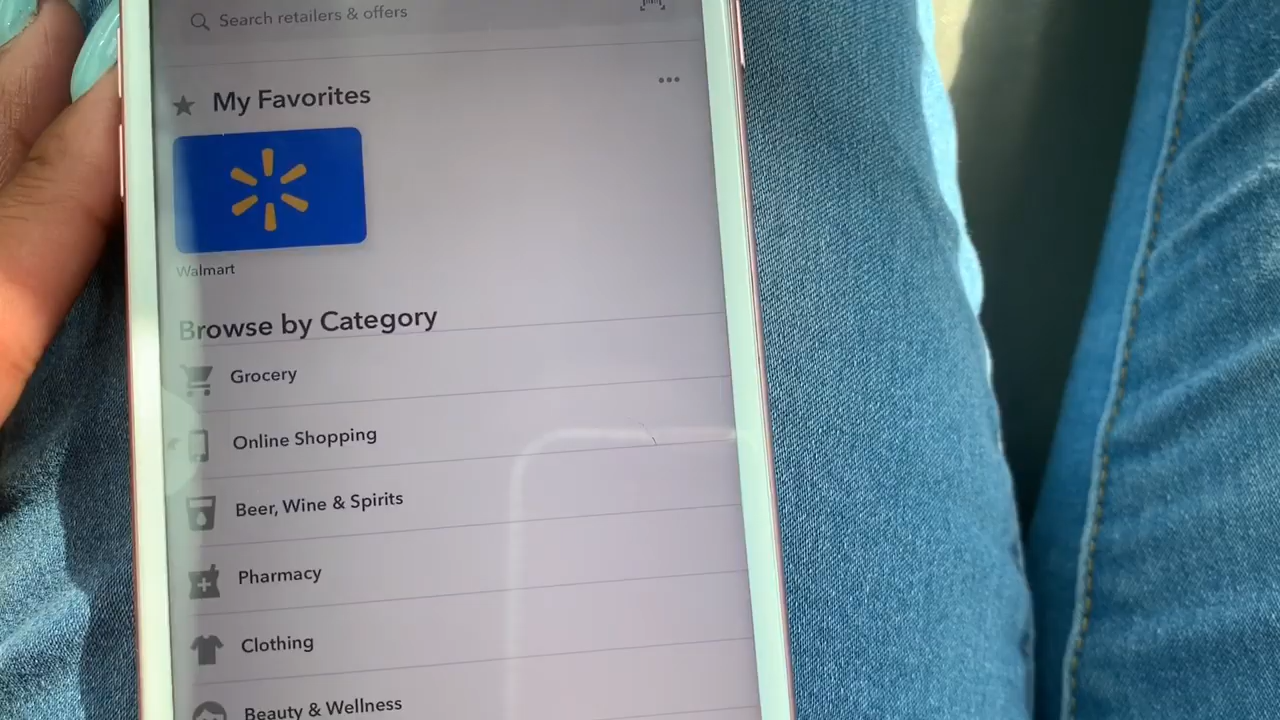 Search retailers & offers
My Favorites
Walmart
Browse by Category
Grocery
Online Shopping
Beer, Wine & Spirits
Pharmacy
Clothing
Beauty & Wellness